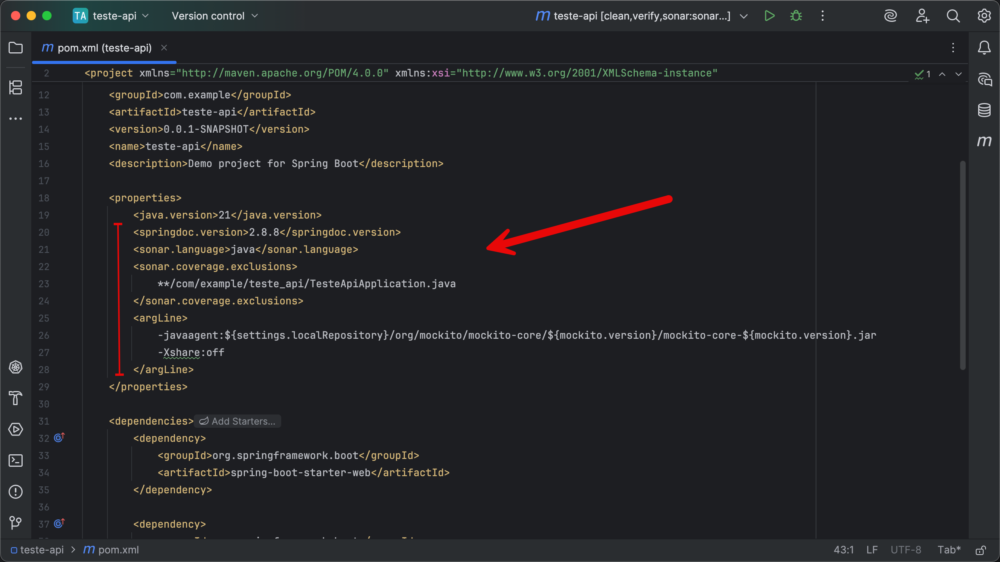 TA teste-api Version control m teste-api [clean,verify,sonar:sonar...]
m pom.xml (teste-api)
2 <project xmlns="http://maven.apache.org/POM/4.0.0" xmlns:xsi="http://www.w3.org/2001/XMLSchema-instance" 1
12 <groupId>com.example</groupId>
13 <artifactId>teste-api</artifactId>
14 <version>0.0.1-SNAPSHOT</version>
15 <name>teste-api</name>
16 <description>Demo project for Spring Boot</description>
17
18 <properties>
19 <java.version>21</java.version>
20 <springdoc.version>2.8.8</springdoc.version>
21 <sonar.language>java</sonar.language>
22 <sonar.coverage.exclusions>
23 **/com/example/teste_api/TesteApiApplication.java
24 </sonar.coverage.exclusions>
25 <argLine>
26 -javaagent:${settings.localRepository}/org/mockito/mockito-core/${mockito.version}/mockito-core-${mockito.version}.jar
27 -Xshare:off
28 </argLine>
29 </properties>
30
31 <dependencies> Add Starters...
32 <dependency>
33 <groupId>org.springframework.boot</groupId>
34 <artifactId>spring-boot-starter-web</artifactId>
35 </dependency>
36
37 <dependency>
teste-api > m pom.xml 43:1 LF UTF-8 Tab*